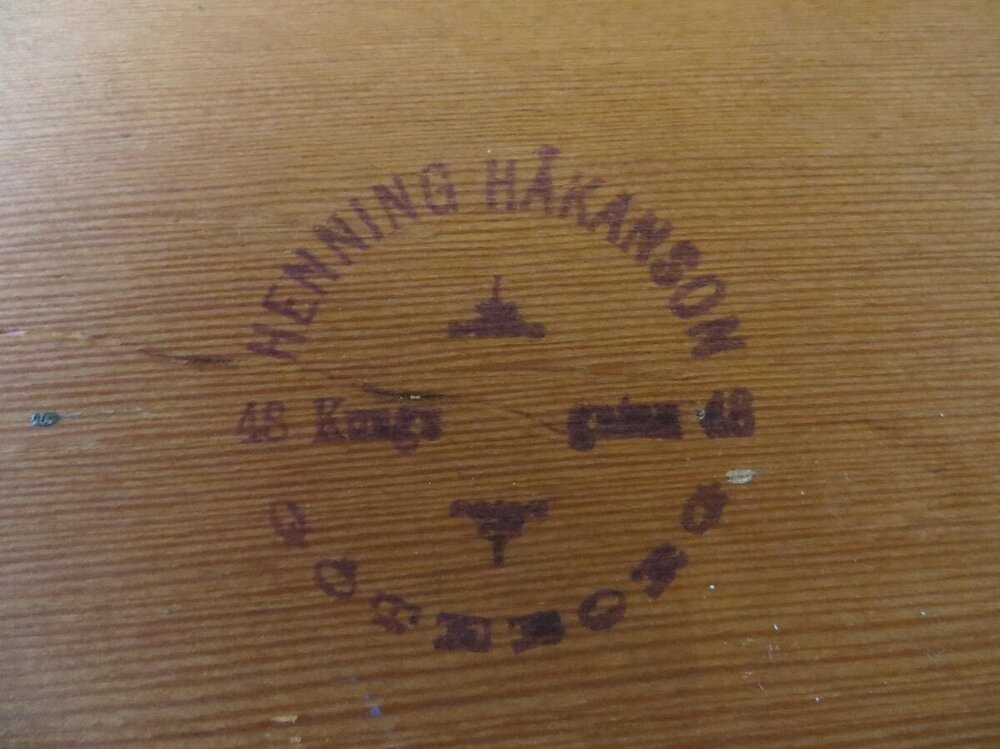 HENNING HÅKANSON
48 Kungs gatan 48
GÖTEBORG